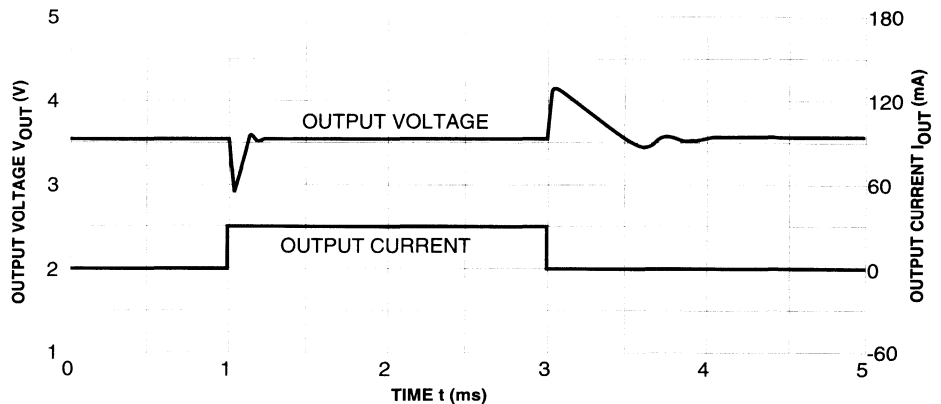 5
4
3
2
1
OUTPUT VOLTAGE V_OUT (V)
180
120
60
0
-60
OUTPUT CURRENT I_OUT (mA)
OUTPUT VOLTAGE
OUTPUT CURRENT
0 1 2 3 4 5
TIME t (ms)